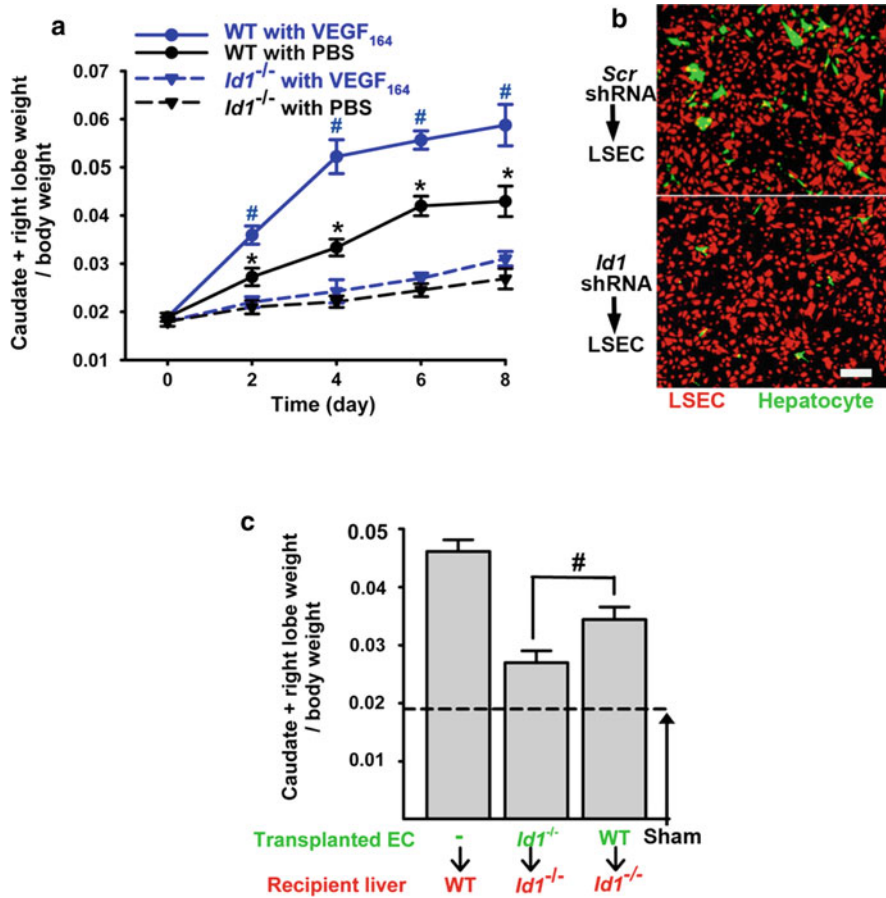 a
WT with VEGF164
WT with PBS
Id1-/- with VEGF164
Id1-/- with PBS
Caudate + right lobe weight
/ body weight
0.07
0.06
0.05
0.04
0.03
0.02
0.01
#
#
#
#
*
*
*
*
0
2
4
6
8
Time (day)
b
Scr
shRNA
LSEC
Id1
shRNA
LSEC
LSEC
Hepatocyte
c
Caudate + right lobe weight
/ body weight
0.05
0.04
0.03
0.02
0.01
#
Transplanted EC
-
Id1-/-
WT
Sham
Recipient liver
WT
Id1-/-
Id1-/-